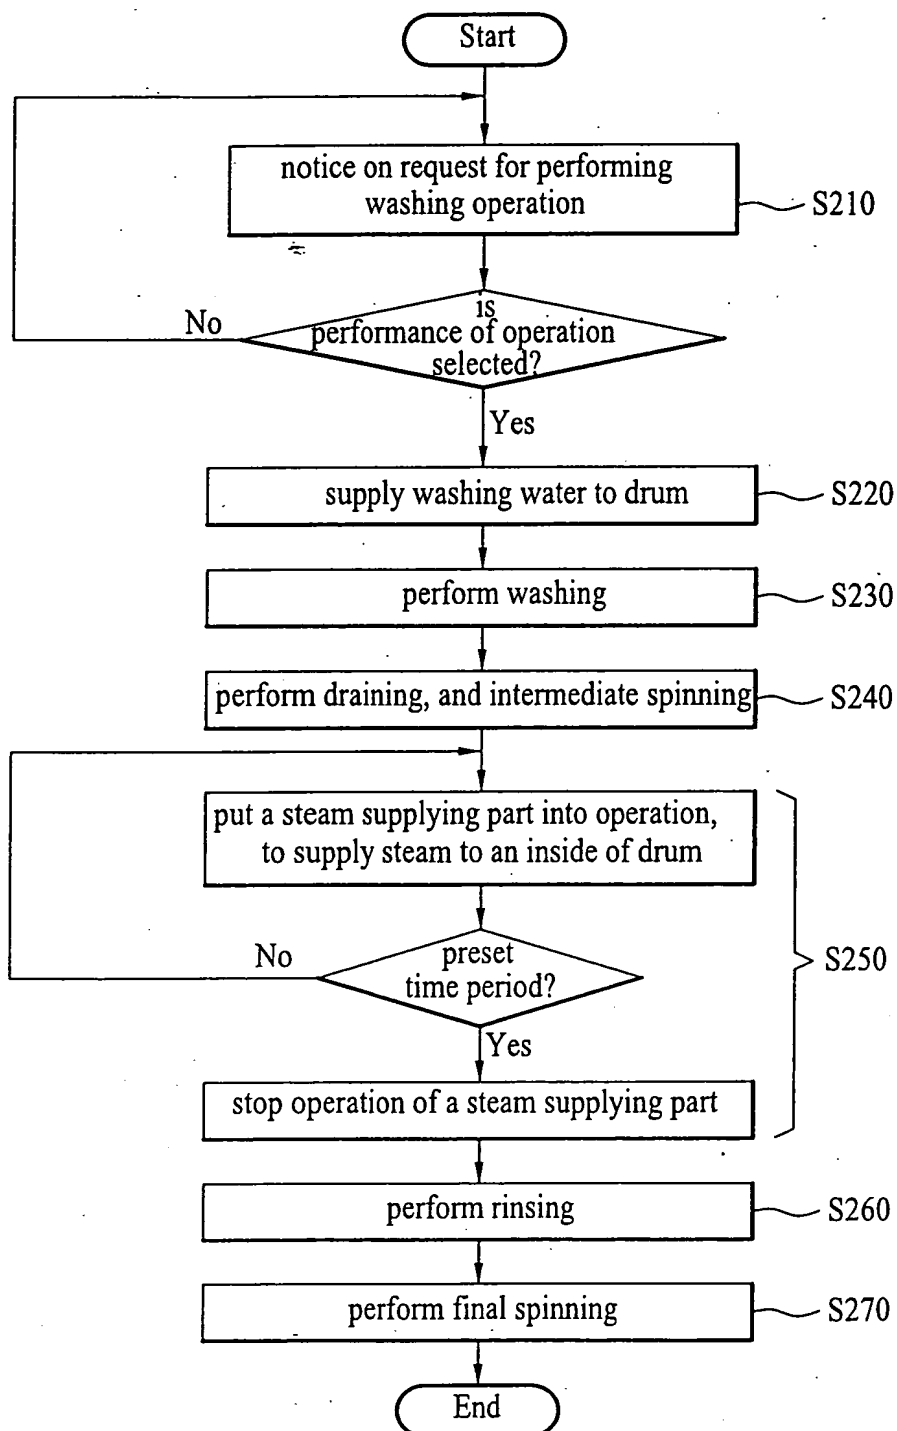 Start
notice on request for performing
washing operation
S210
is
performance of operation
selected?
No
Yes
supply washing water to drum
S220
perform washing
S230
perform draining, and intermediate spinning
S240
put a steam supplying part into operation,
to supply steam to an inside of drum
preset
time period?
No
S250
Yes
stop operation of a steam supplying part
perform rinsing
S260
perform final spinning
S270
End